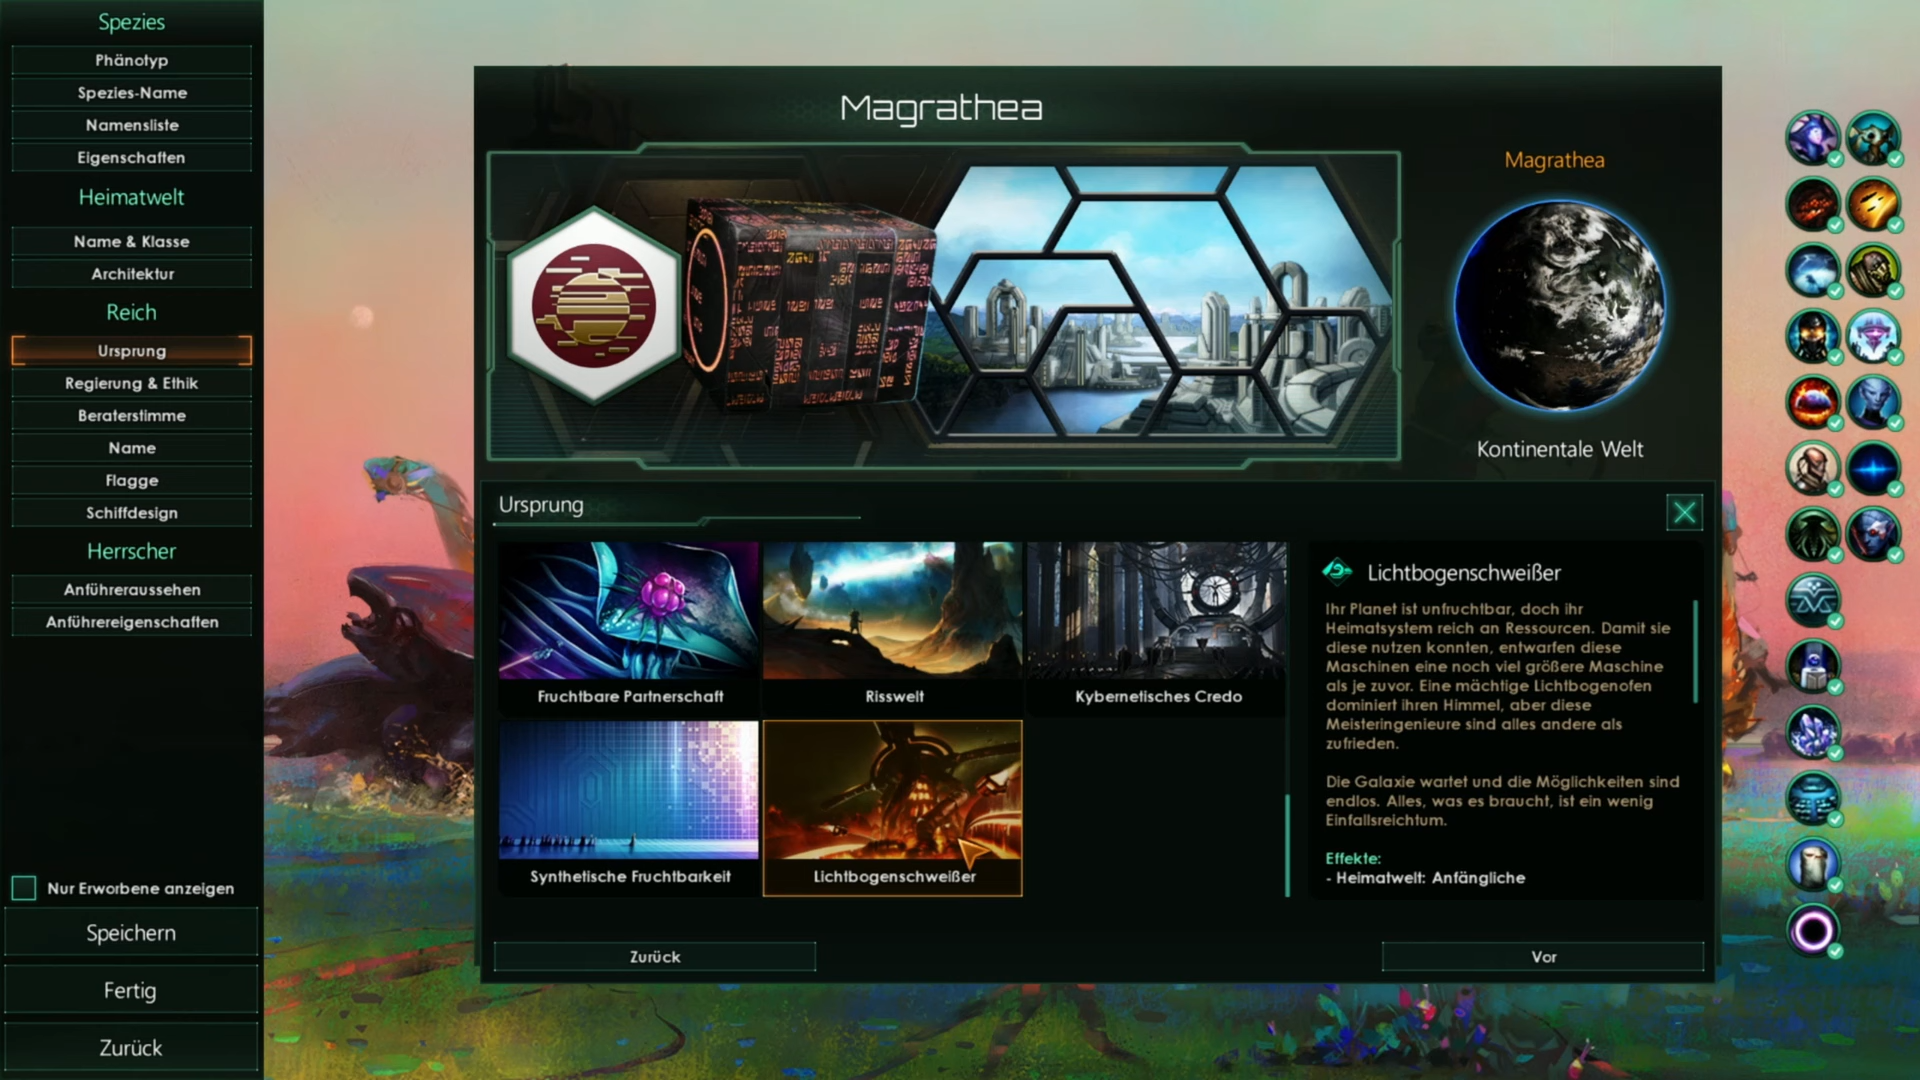 Spezies
Phänotyp
Spezies-Name
Namensliste
Eigenschaften
Heimatwelt
Name & Klasse
Architektur
Reich
Ursprung
Regierung & Ethik
Beraterstimme
Name
Flagge
Schiffdesign
Herrscher
Anführeraussehen
Anführereigenschaften
Nur Erworbene anzeigen
Speichern
Fertig
Zurück
Magrathea
Magrathea
Kontinentale Welt
Ursprung
Fruchtbare Partnerschaft
Risswelt
Kybernetisches Credo
Synthetische Fruchtbarkeit
Lichtbogenschweißer
Lichtbogenschweißer
Ihr Planet ist unfruchtbar, doch ihr
Heimatsystem reich an Ressourcen. Damit sie
diese nutzen konnten, entwarfen diese
Maschinen eine noch viel größere Maschine
als je zuvor. Eine mächtige Lichtbogenofen
dominiert ihren Himmel, aber diese
Meisteringenieure sind alles andere als
zufrieden.
Die Galaxie wartet und die Möglichkeiten sind
endlos. Alles, was es braucht, ist ein wenig
Einfallsreichtum.
Effekte:
- Heimatwelt: Anfängliche
Zurück
Vor